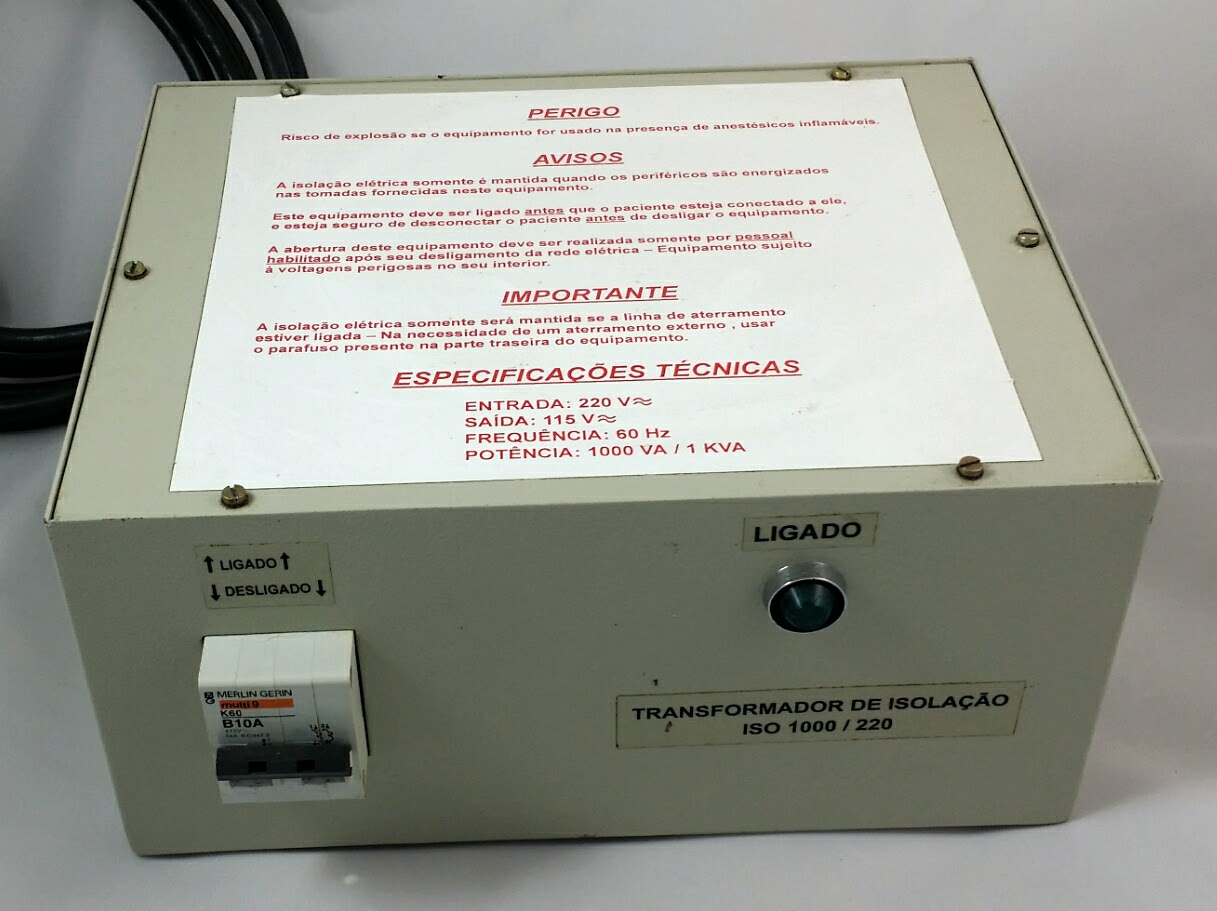 PERIGO
Risco de explosão se o equipamento for usado na presença de anestésicos inflamáveis.
AVISOS
A isolação elétrica somente é mantida quando os periféricos são energizados
nas tomadas fornecidas neste equipamento.
Este equipamento deve ser ligado antes que o paciente esteja conectado a ele,
e esteja seguro de desconectar o paciente antes de desligar o equipamento.
A abertura deste equipamento deve ser realizada somente por pessoal
habilitado após seu desligamento da rede elétrica – Equipamento sujeito
à voltagens perigosas no seu interior.
IMPORTANTE
A isolação elétrica somente será mantida se a linha de aterramento
estiver ligada – Na necessidade de um aterramento externo , usar
o parafuso presente na parte traseira do equipamento.
ESPECIFICAÇÕES TÉCNICAS
ENTRADA: 220 V≈
SAÍDA: 115 V≈
FREQUÊNCIA: 60 Hz
POTÊNCIA: 1000 VA / 1 KVA
↑ LIGADO ↑
↓ DESLIGADO ↓
LIGADO
MERLIN GERIN
multi 9
K60
B10A
TRANSFORMADOR DE ISOLAÇÃO
ISO 1000 / 220